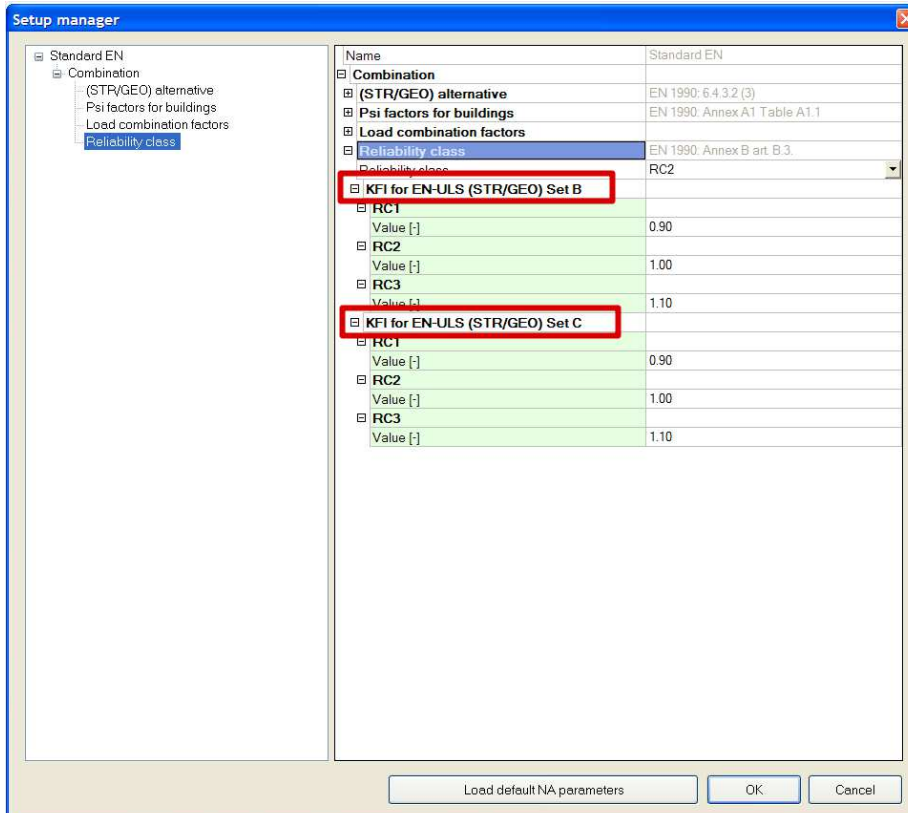 Setup manager
Standard EN
Combination
(STR/GEO) alternative
Psi factors for buildings
Load combination factors
Reliability class
Name Standard EN
Combination
(STR/GEO) alternative EN 1990: 6.4.3.2 (3)
Psi factors for buildings EN 1990: Annex A1 Table A1.1
Load combination factors
Reliability class EN 1990: Annex B art. B.3.
Reliability class RC2
KFI for EN-ULS (STR/GEO) Set B
RC1
Value [-] 0.90
RC2
Value [-] 1.00
RC3
Value [-] 1.10
KFI for EN-ULS (STR/GEO) Set C
RC1
Value [-] 0.90
RC2
Value [-] 1.00
RC3
Value [-] 1.10
Load default NA parameters OK Cancel